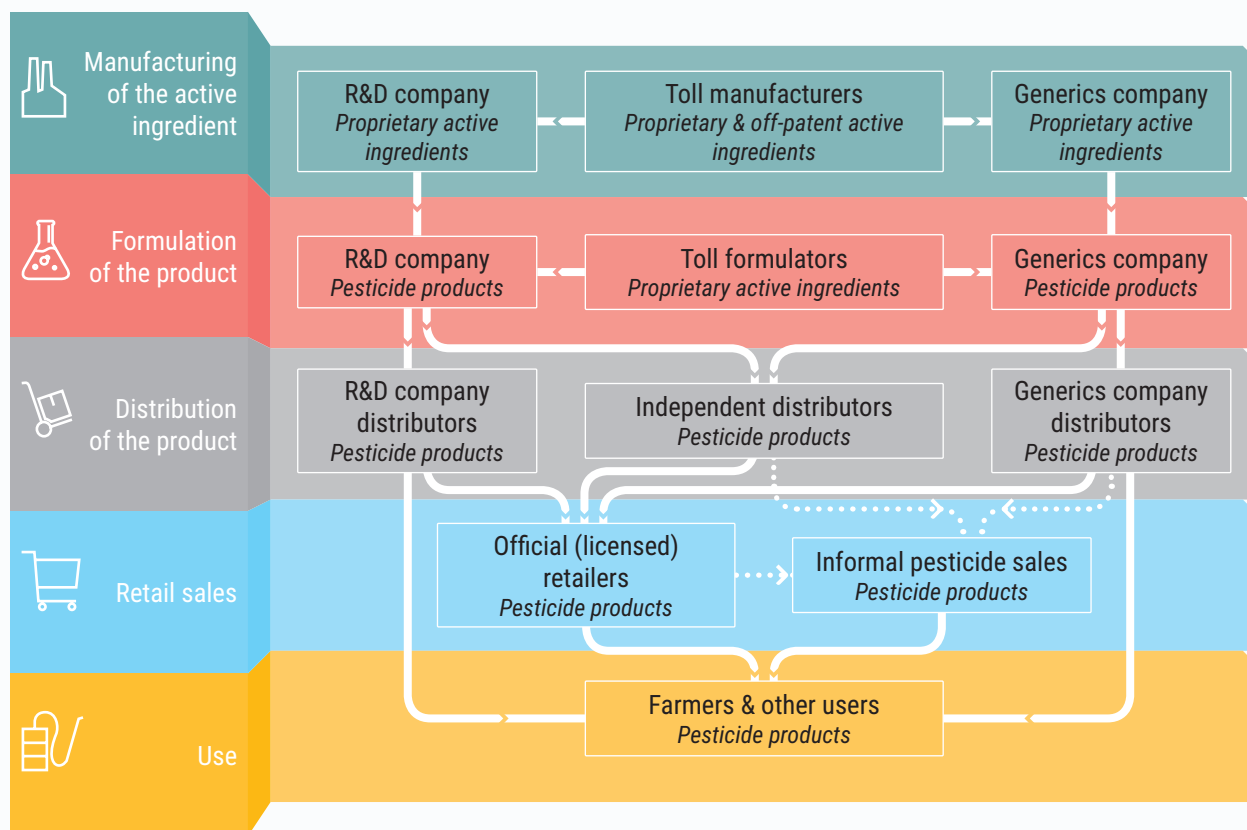 Manufacturing
of the active
ingredient
R&D company
Proprietary active
ingredients
Toll manufacturers
Proprietary & off-patent active
ingredients
Generics company
Proprietary active
ingredients
Formulation
of the product
R&D company
Pesticide products
Toll formulators
Proprietary active ingredients
Generics company
Pesticide products
Distribution
of the product
R&D company
distributors
Pesticide products
Independent distributors
Pesticide products
Generics company
distributors
Pesticide products
Retail sales
Official (licensed)
retailers
Pesticide products
Informal pesticide sales
Pesticide products
Use
Farmers & other users
Pesticide products